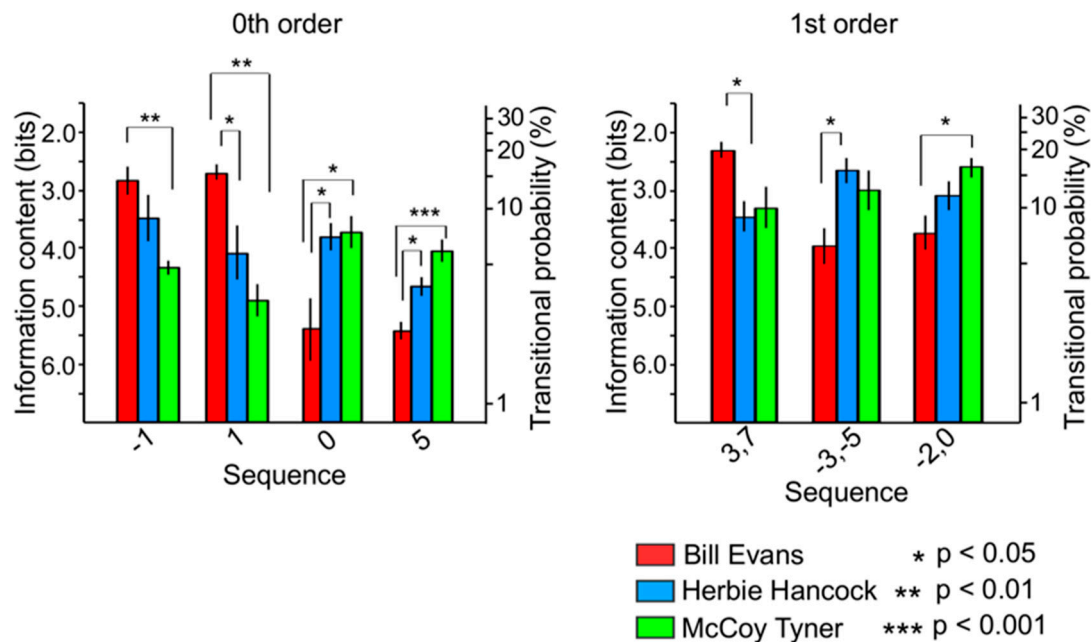 0th order
Information content (bits)
2.0
3.0
4.0
5.0
6.0
**
**
*
*
*
***
*
30
20
10
1
Transitional probability (%)
-1 1 0 5
Sequence
1st order
Information content (bits)
2.0
3.0
4.0
5.0
6.0
*
*
*
30
20
10
1
Transitional probability (%)
3,7 -3,-5 -2,0
Sequence
Bill Evans * p < 0.05
Herbie Hancock ** p < 0.01
McCoy Tyner *** p < 0.001